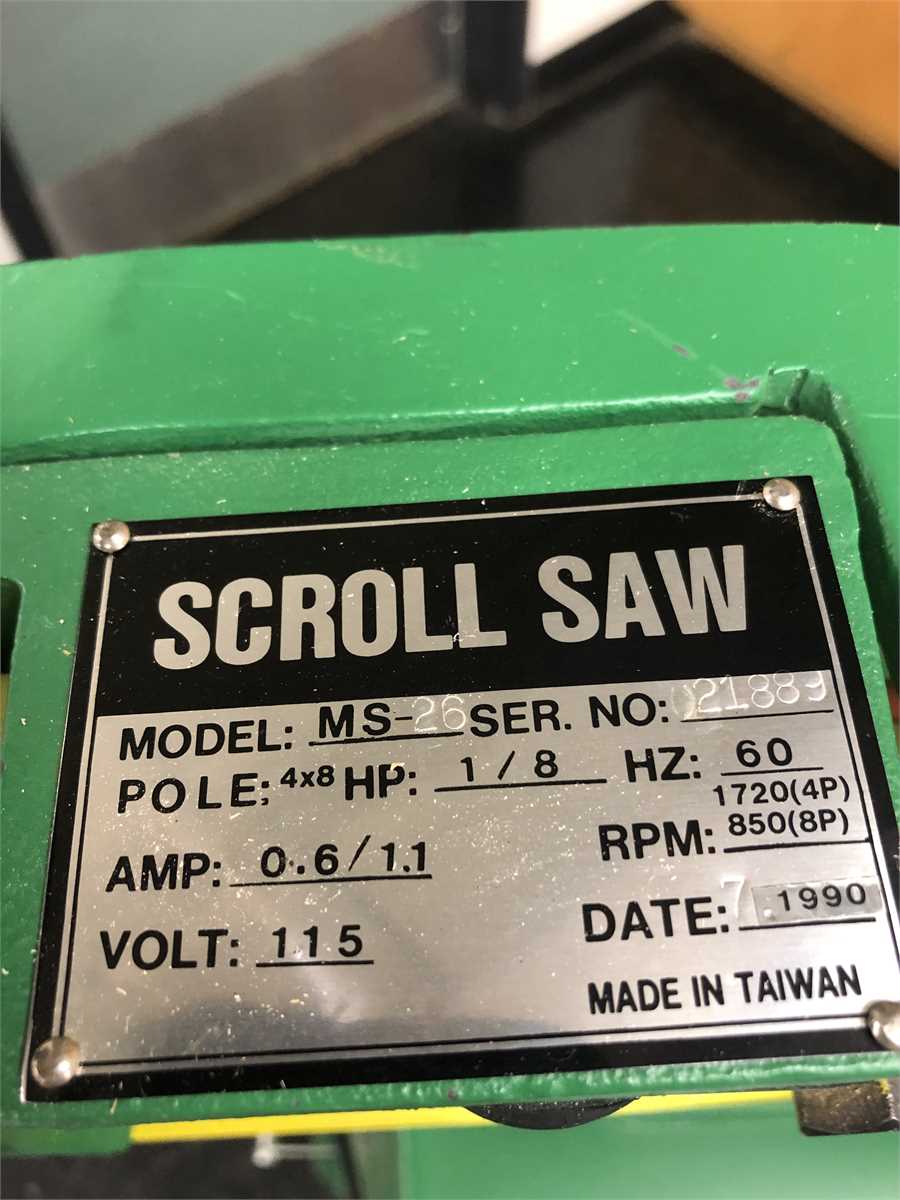 SCROLL SAW
MODEL: MS-26 SER. NO: 021889
POLE: 4x8 HP: 1/8 HZ: 60
AMP: 0.6/1.1 RPM: 1720(4P)
850(8P)
VOLT: 115 DATE: 7.1990
MADE IN TAIWAN